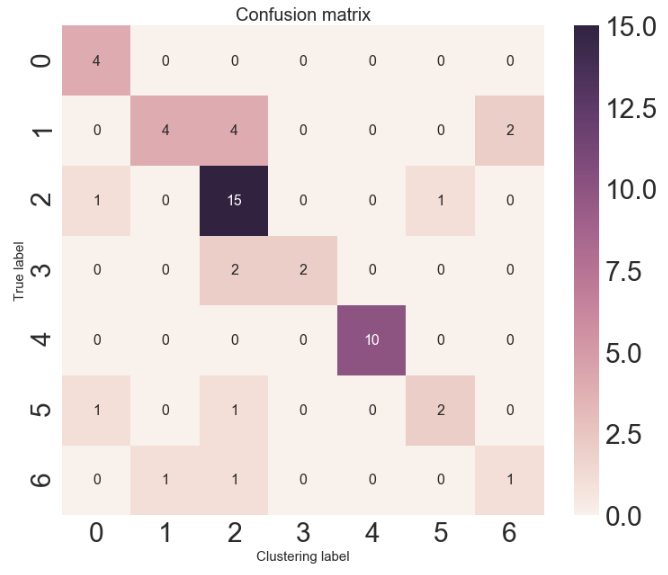 Confusion matrix
0 4 0 0 0 0 0 0
1 0 4 4 0 0 0 2
2 1 0 15 0 0 1 0
3 0 0 2 2 0 0 0
4 0 0 0 0 10 0 0
5 1 0 1 0 0 2 0
6 0 1 1 0 0 0 1
0 1 2 3 4 5 6
True label
Clustering label
15.0
12.5
10.0
7.5
5.0
2.5
0.0